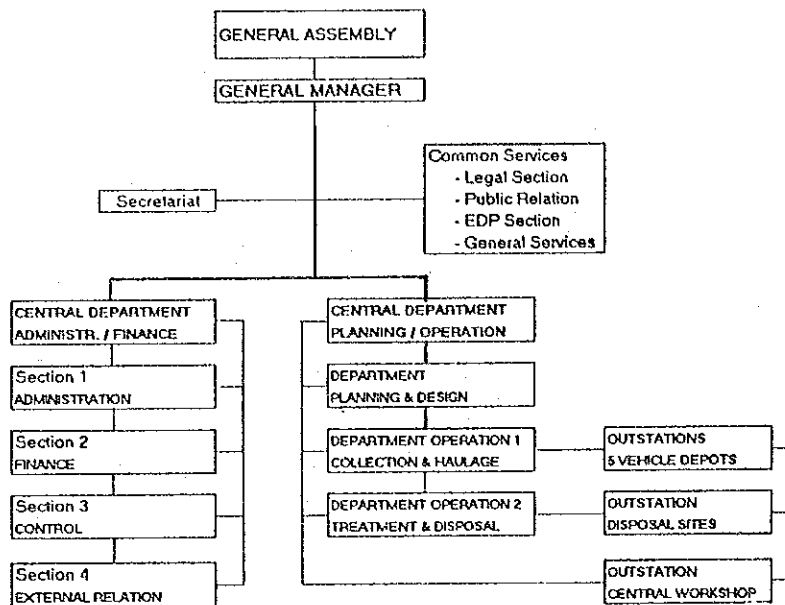 GENERAL ASSEMBLY
GENERAL MANAGER
Secretariat
Common Services
- Legal Section
- Public Relation
- EDP Section
- General Services
CENTRAL DEPARTMENT
ADMINISTR. / FINANCE
Section 1
ADMINISTRATION
Section 2
FINANCE
Section 3
CONTROL
Section 4
EXTERNAL RELATION
CENTRAL DEPARTMENT
PLANNING / OPERATION
DEPARTMENT
PLANNING & DESIGN
DEPARTMENT OPERATION 1
COLLECTION & HAULAGE
DEPARTMENT OPERATION 2
TREATMENT & DISPOSAL
OUTSTATIONS
5 VEHICLE DEPOTS
OUTSTATION
DISPOSAL SITES
OUTSTATION
CENTRAL WORKSHOP